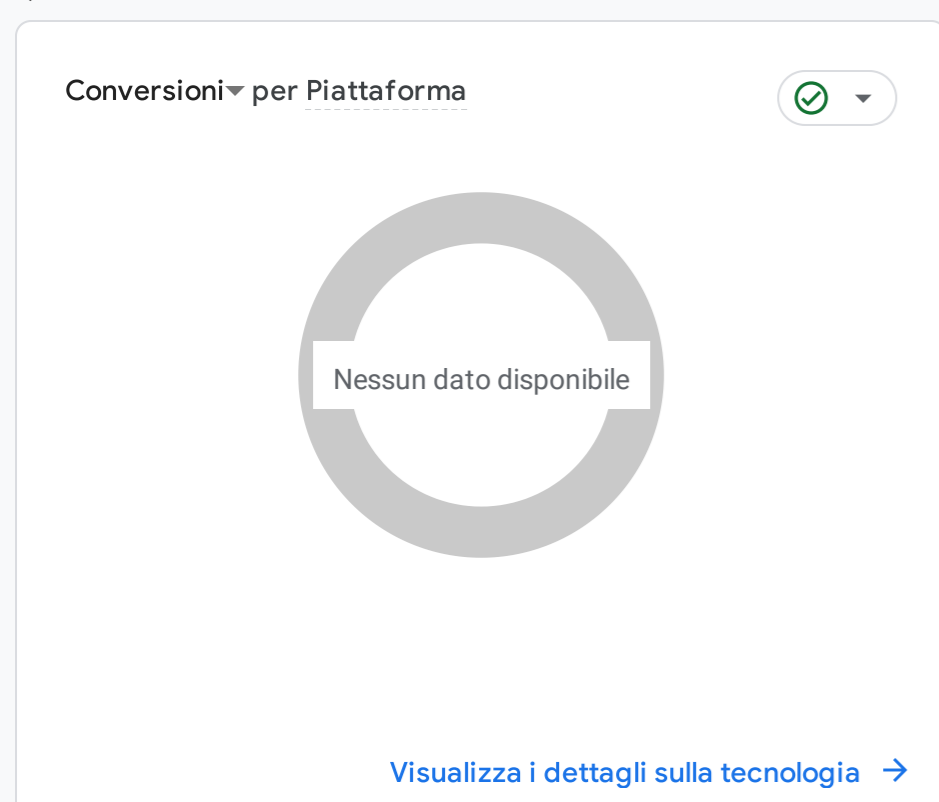 Conversioni per Piattaforma
Nessun dato disponibile
Visualizza i dettagli sulla tecnologia